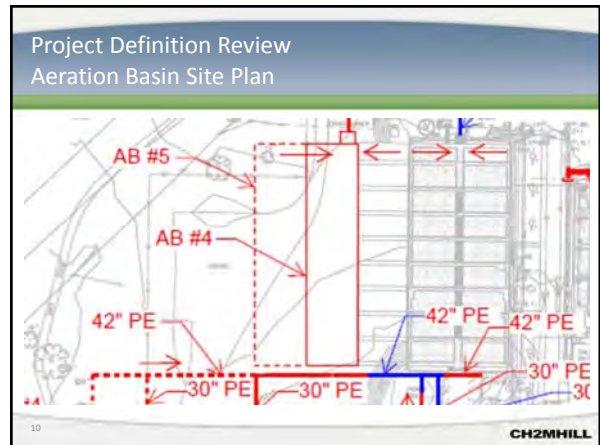 Project Definition Review
Aeration Basin Site Plan
AB #5
AB #4
42" PE
42" PE
42" PE
30" PE
30" PE
30" PE
10
CH2MHILL